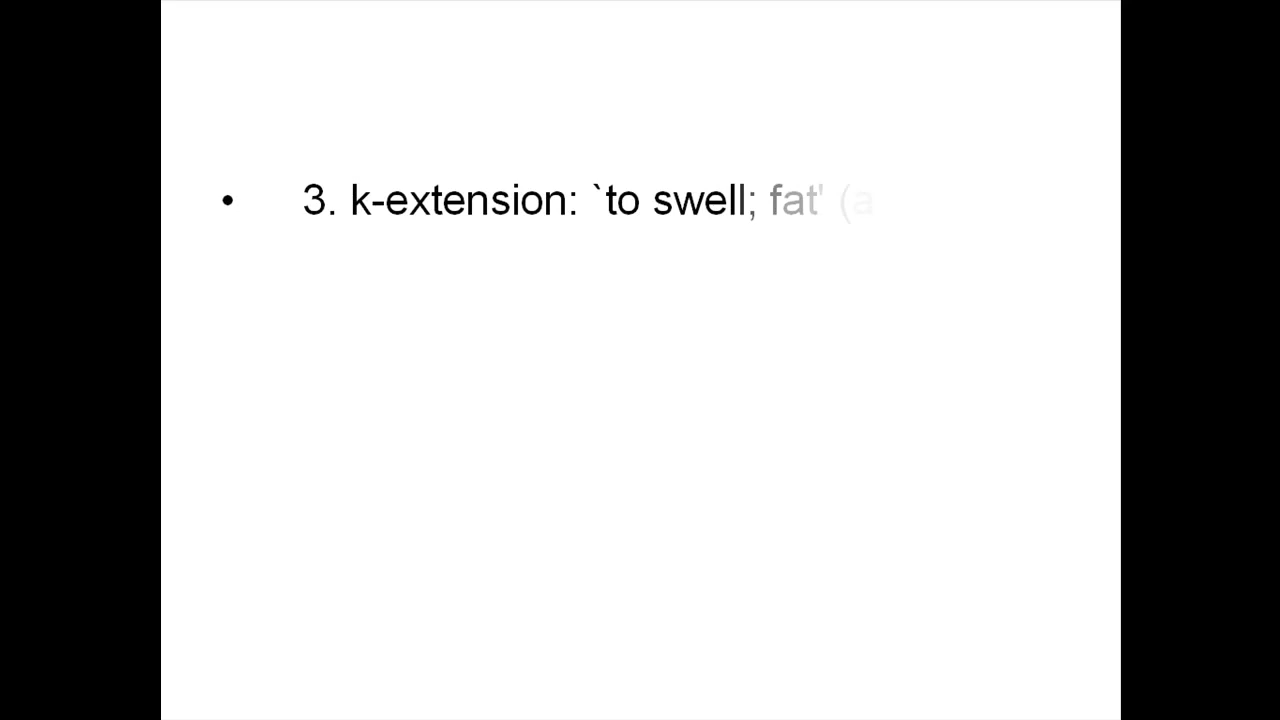 • 3. k-extension: `to swell; fat' (a